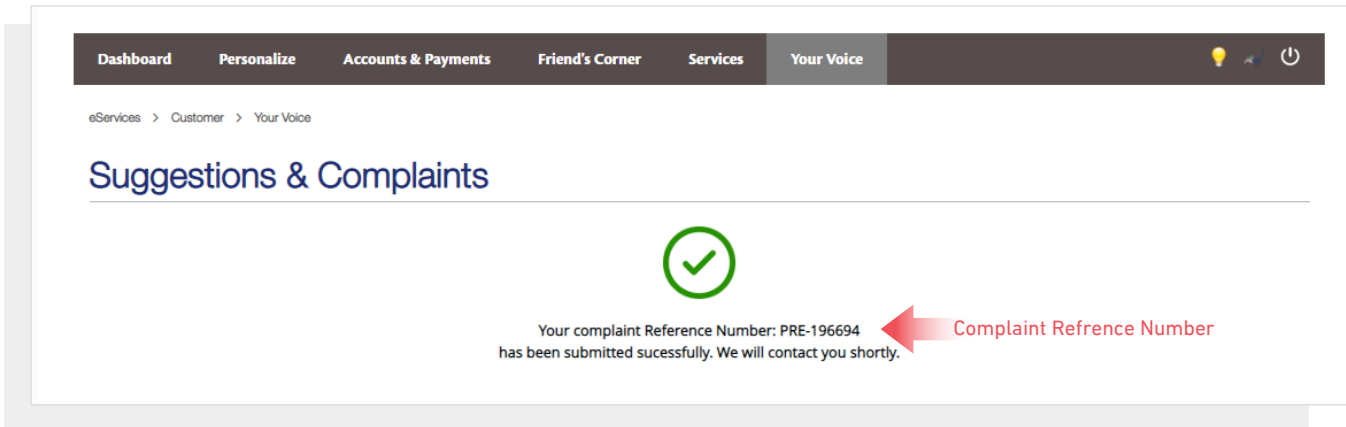 Dashboard Personalize Accounts & Payments Friend's Corner Services Your Voice
eServices > Customer > Your Voice
Suggestions & Complaints
Your complaint Reference Number: PRE-196694
Complaint Refrence Number
has been submitted sucessfully. We will contact you shortly.